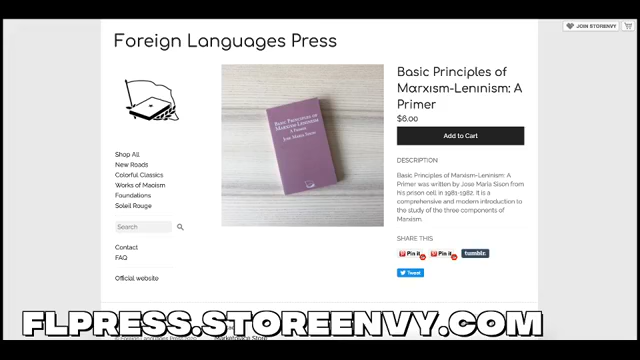 JOIN STORENVY
Foreign Languages Press
Basic Principles of
Marxism-Leninism: A
Primer
$6.00
Add to Cart
DESCRIPTION
Basic Principles of Marxism-Leninism: A
Primer was written by Jose Maria Sison from
his prison cell in 1981-1982. It is a
comprehensive and modern introduction to
the study of the three components of
Marxism.
SHARE THIS
Pin it
Pin it
tumblr.
Tweet
BASIC PRINCIPLES OF
MARXISM-LENINISM
A Primer
JOSE MARIA SISON
Shop All
New Roads
Colorful Classics
Works of Maoism
Foundations
Soleil Rouge
Search
Contact
FAQ
Official website
FLPRESS.STOREENVY.COM